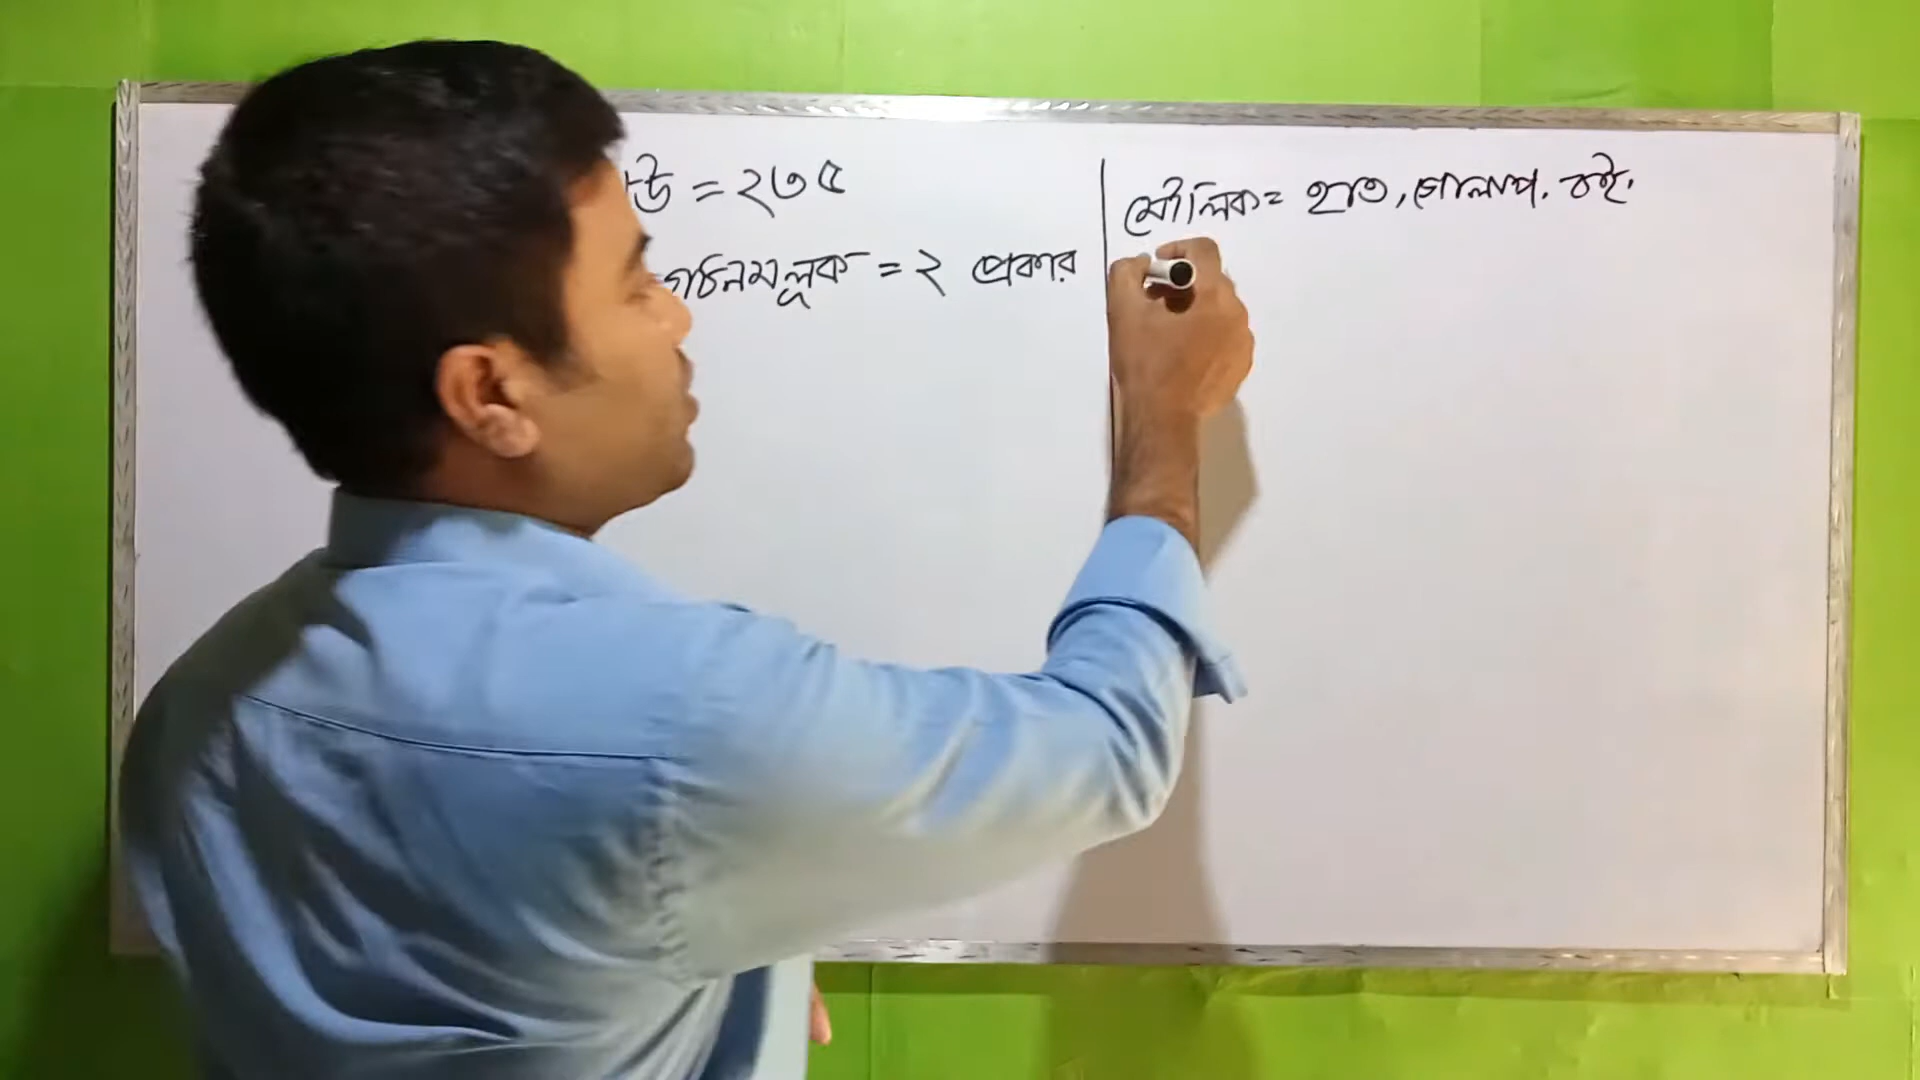 উ = ২৩৫
গঠনমূলক = ২ প্রকার
মৌলিক = হাত, গোলাপ, বই,